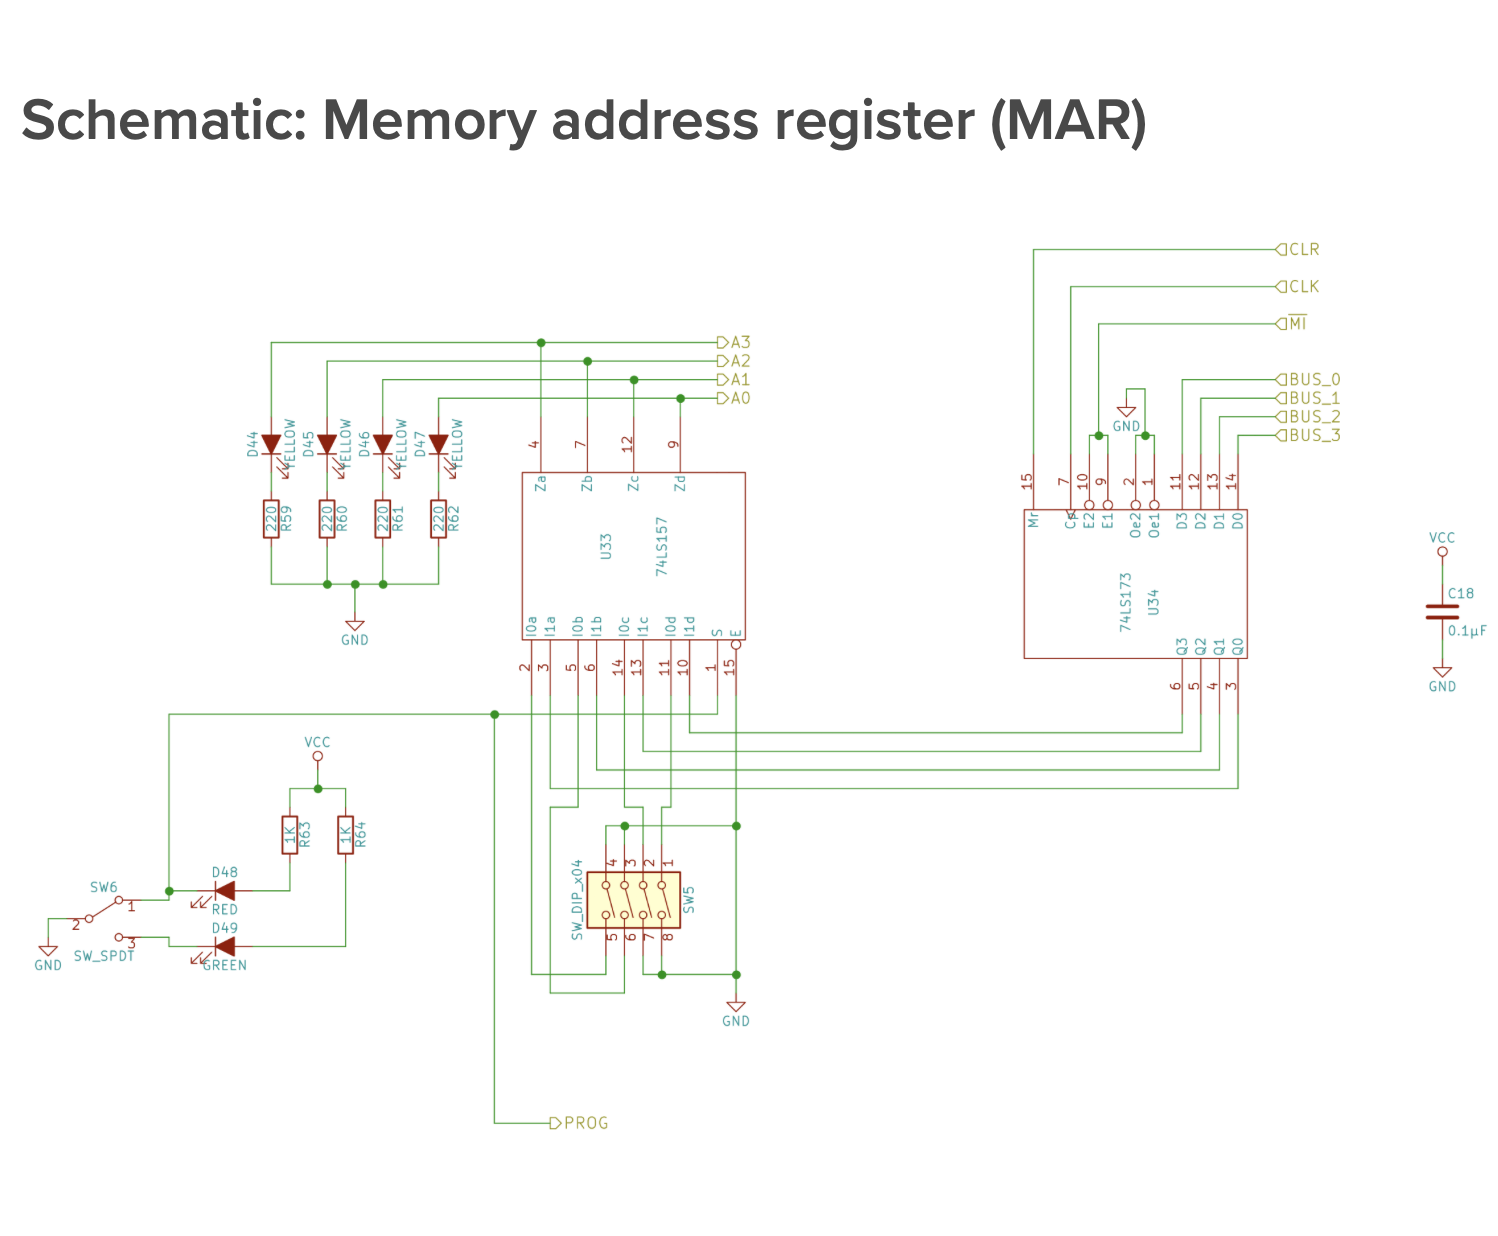 Schematic: Memory address register (MAR)
CLR
CLK
MI
BUS_0
BUS_1
BUS_2
BUS_3
GND
15 7 10 9 2 1 11 12 13 14
Mr Cp E2 E1 Oe2 Oe1 D3 D2 D1 D0
74LS173
U34
Q3 Q2 Q1 Q0
6 5 4 3
A3
A2
A1
A0
D44 YELLOW D45 YELLOW D46 YELLOW D47 YELLOW
220 R59 220 R60 220 R61 220 R62
GND
4 7 12 9
Za Zb Zc Zd
U33
74LS157
I0a I1a I0b I1b I0c I1c I0d I1d S E
2 3 5 6 14 13 11 10 1 15
VCC
C18
0.1µF
GND
VCC
1K R63 1K R64
D48
RED
D49
GREEN
SW6
1
2
3
SW_SPDT
GND
SW_DIP_x04
4 3 2 1
SW5
5 6 7 8
GND
PROG